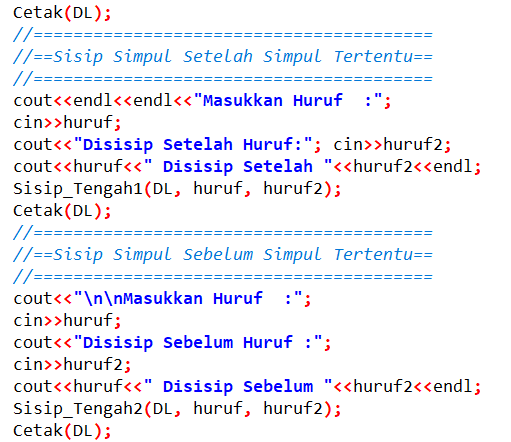 Cetak(DL);
//========================================
//==Sisip Simpul Setelah Simpul Tertentu==
//========================================
cout<<endl<<endl<<"Masukkan Huruf  :";
cin>>huruf;
cout<<"Disisip Setelah Huruf:"; cin>>huruf2;
cout<<huruf<<" Disisip Setelah "<<huruf2<<endl;
Sisip_Tengah1(DL, huruf, huruf2);
Cetak(DL);
//========================================
//==Sisip Simpul Sebelum Simpul Tertentu==
//========================================
cout<<"\n\nMasukkan Huruf  :";
cin>>huruf;
cout<<"Disisip Sebelum Huruf :";
cin>>huruf2;
cout<<huruf<<" Disisip Sebelum "<<huruf2<<endl;
Sisip_Tengah2(DL, huruf, huruf2);
Cetak(DL);